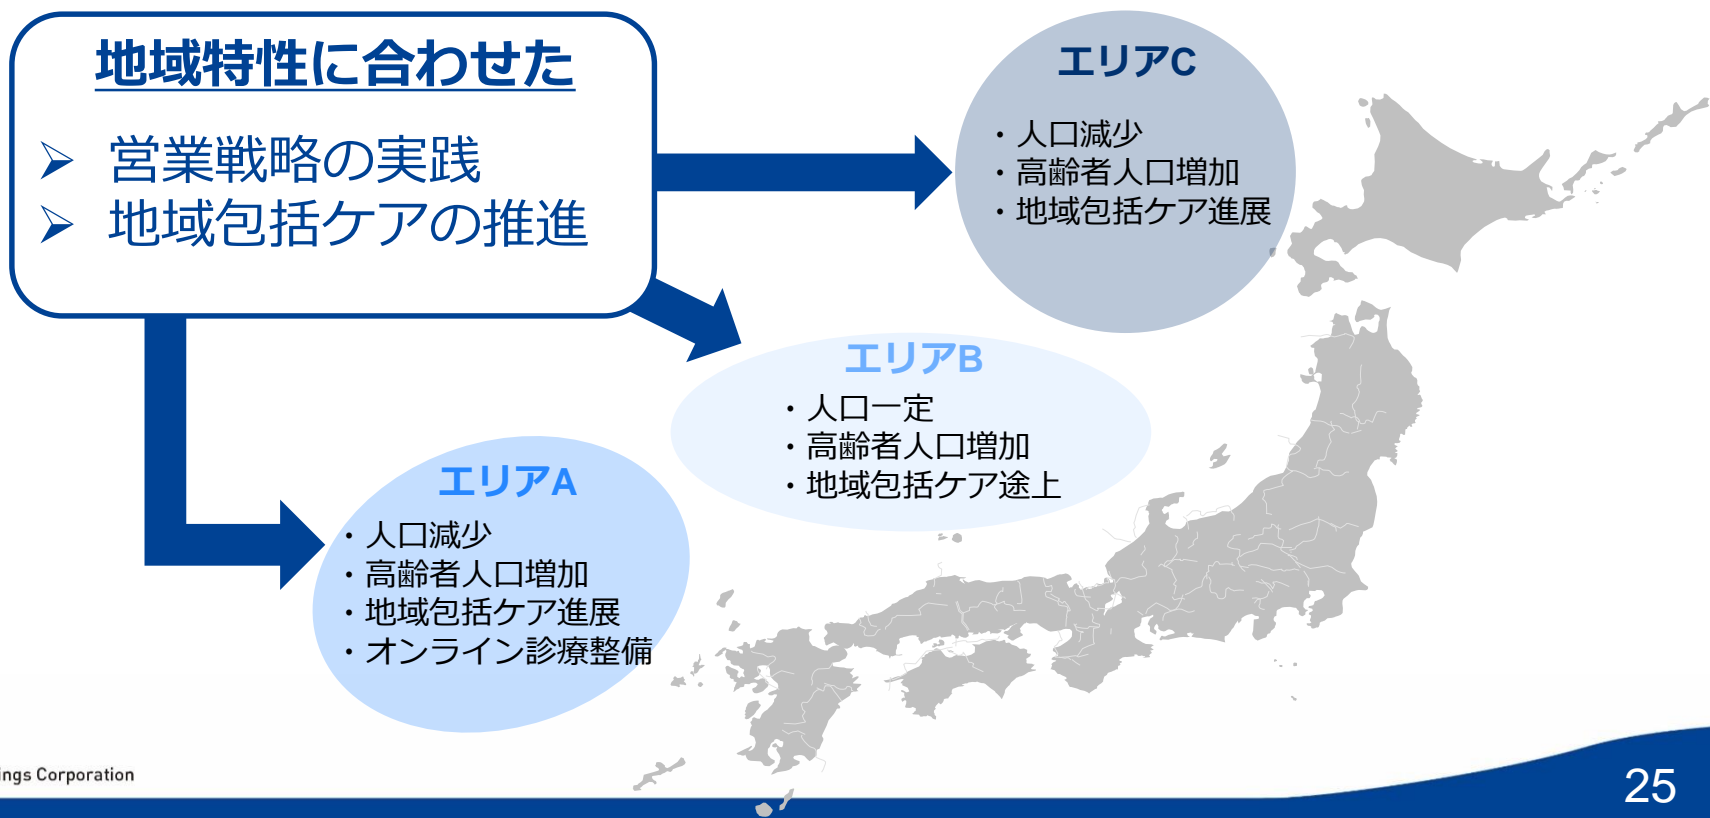 地域特性に合わせた
➢ 営業戦略の実践
➢ 地域包括ケアの推進
エリアC
・人口減少
・高齢者人口増加
・地域包括ケア進展
エリアB
・人口一定
・高齢者人口増加
・地域包括ケア途上
エリアA
・人口減少
・高齢者人口増加
・地域包括ケア進展
・オンライン診療整備
ings Corporation
25